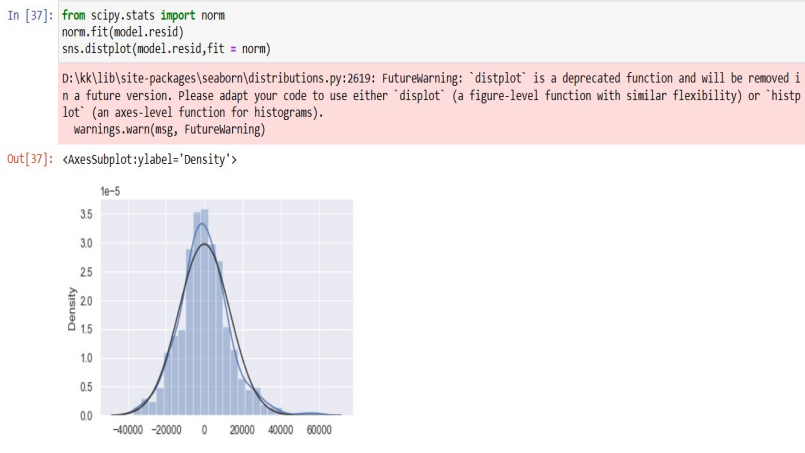 In [37]: from scipy.stats import norm
norm.fit(model.resid)
sns.distplot(model.resid,fit = norm)
D:\kk\lib\site-packages\seaborn\distributions.py:2619: FutureWarning: `distplot` is a deprecated function and will be removed i
n a future version. Please adapt your code to use either `displot` (a figure-level function with similar flexibility) or `histp
lot` (an axes-level function for histograms).
warnings.warn(msg, FutureWarning)
Out[37]: <AxesSubplot:ylabel='Density'>
1e-5
3.5
3.0
2.5
2.0
1.5
1.0
0.5
0.0
Density
-40000 -20000 0 20000 40000 60000